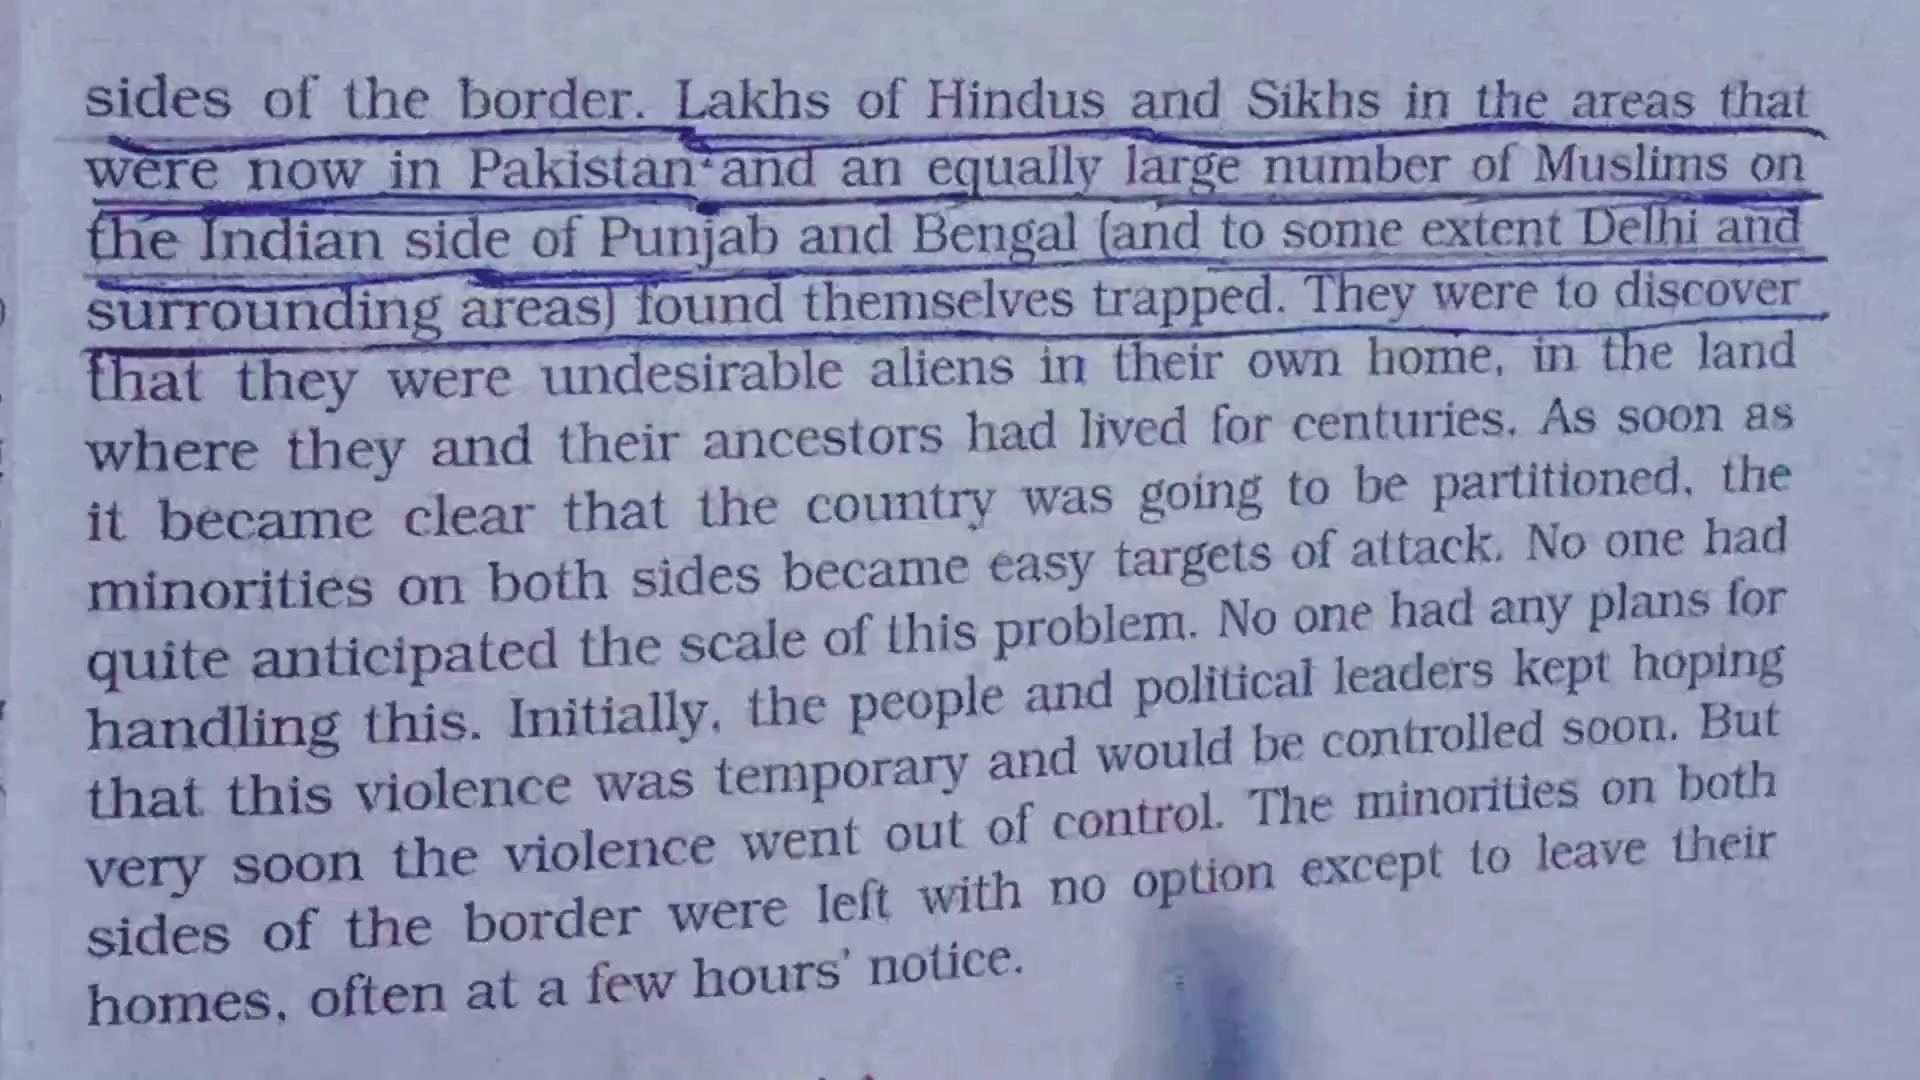 sides of the border. Lakhs of Hindus and Sikhs in the areas that
were now in Pakistan and an equally large number of Muslims on
the Indian side of Punjab and Bengal (and to some extent Delhi and
surrounding areas) found themselves trapped. They were to discover
that they were undesirable aliens in their own home, in the land
where they and their ancestors had lived for centuries. As soon as
it became clear that the country was going to be partitioned, the
minorities on both sides became easy targets of attack. No one had
quite anticipated the scale of this problem. No one had any plans for
handling this. Initially, the people and political leaders kept hoping
that this violence was temporary and would be controlled soon. But
very soon the violence went out of control. The minorities on both
sides of the border were left with no option except to leave their
homes, often at a few hours' notice.